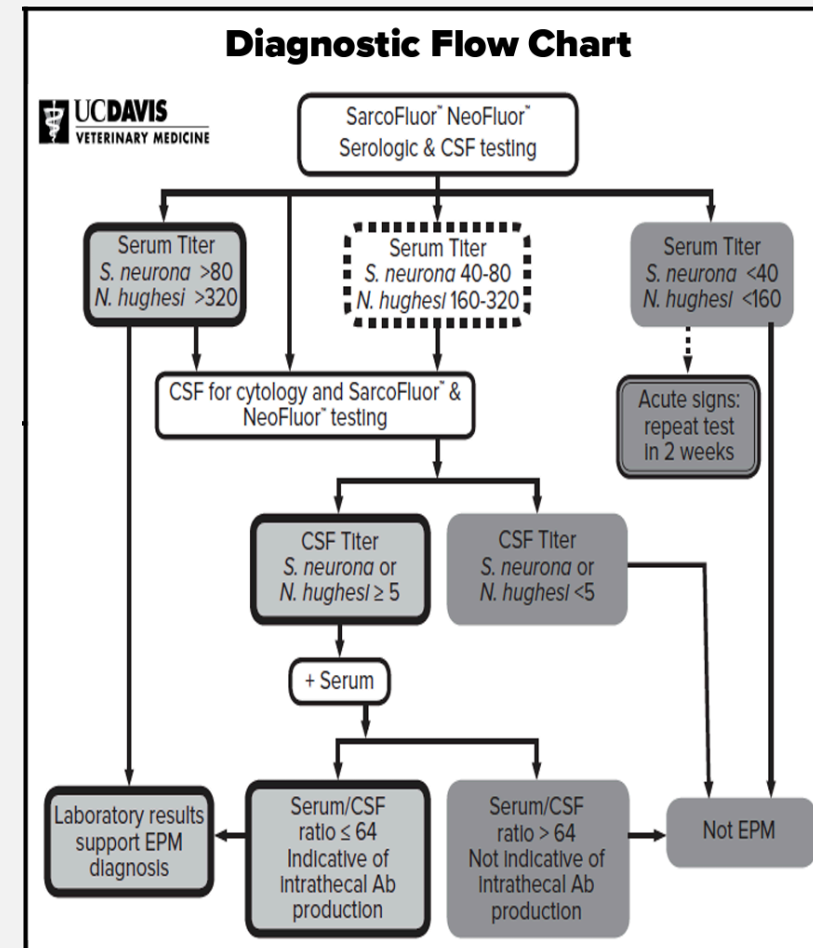 Diagnostic Flow Chart
UCDAVIS
VETERINARY MEDICINE
SarcoFluor™ NeoFluor™
Serologic & CSF testing
Serum Titer
S. neurona >80
N. hughesi >320
Serum Titer
S. neurona 40-80
N. hughesi 160-320
Serum Titer
S. neurona <40
N. hughesi <160
CSF for cytology and SarcoFluor™ &
NeoFluor™ testing
Acute signs:
repeat test
in 2 weeks
CSF Titer
S. neurona or
N. hughesi ≥ 5
CSF Titer
S. neurona or
N. hughesi <5
+ Serum
Laboratory results
support EPM
diagnosis
Serum/CSF
ratio ≤ 64
Indicative of
Intrathecal Ab
production
Serum/CSF
ratio > 64
Not indicative of
Intrathecal Ab
production
Not EPM